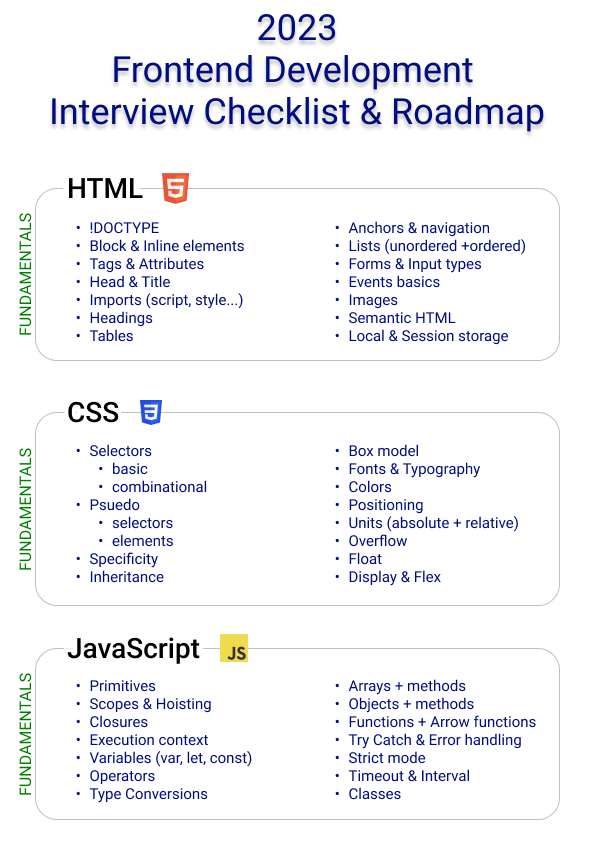 2023
Frontend Development
Interview Checklist & Roadmap
HTML
5
FUNDAMENTALS
• !DOCTYPE
• Block & Inline elements
• Tags & Attributes
• Head & Title
• Imports (script, style...)
• Headings
• Tables
• Anchors & navigation
• Lists (unordered +ordered)
• Forms & Input types
• Events basics
• Images
• Semantic HTML
• Local & Session storage
CSS
3
FUNDAMENTALS
• Selectors
• basic
• combinational
• Psuedo
• selectors
• elements
• Specificity
• Inheritance
• Box model
• Fonts & Typography
• Colors
• Positioning
• Units (absolute + relative)
• Overflow
• Float
• Display & Flex
JavaScript
JS
FUNDAMENTALS
• Primitives
• Scopes & Hoisting
• Closures
• Execution context
• Variables (var, let, const)
• Operators
• Type Conversions
• Arrays + methods
• Objects + methods
• Functions + Arrow functions
• Try Catch & Error handling
• Strict mode
• Timeout & Interval
• Classes